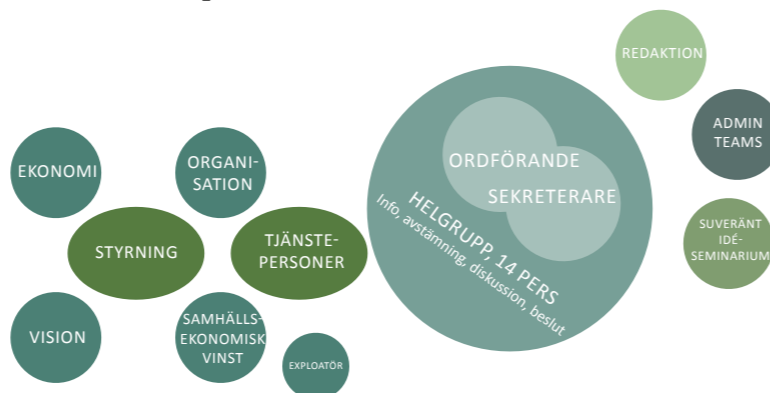 REDAKTION
ADMIN
TEAMS
SUVERÄNT
IDÉ-
SEMINARIUM
ORDFÖRANDE
SEKRETERARE
HELGRUPP, 14 PERS
Info, avstämning, diskussion, beslut
EKONOMI
ORGANI-
SATION
STYRNING
TJÄNSTE-
PERSONER
VISION
SAMHÄLLS-
EKONOMISK
VINST
EXPLOATÖR